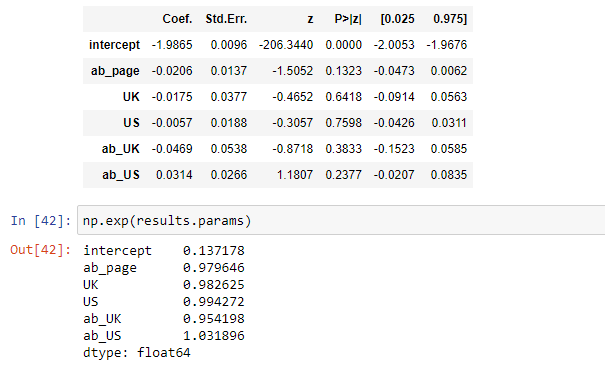 Coef. Std.Err. z P>|z| [0.025 0.975]
intercept -1.9865 0.0096 -206.3440 0.0000 -2.0053 -1.9676
ab_page -0.0206 0.0137 -1.5052 0.1323 -0.0473 0.0062
UK -0.0175 0.0377 -0.4652 0.6418 -0.0914 0.0563
US -0.0057 0.0188 -0.3057 0.7598 -0.0426 0.0311
ab_UK -0.0469 0.0538 -0.8718 0.3833 -0.1523 0.0585
ab_US 0.0314 0.0266 1.1807 0.2377 -0.0207 0.0835
In [42]: np.exp(results.params)
Out[42]: intercept 0.137178
ab_page 0.979646
UK 0.982625
US 0.994272
ab_UK 0.954198
ab_US 1.031896
dtype: float64